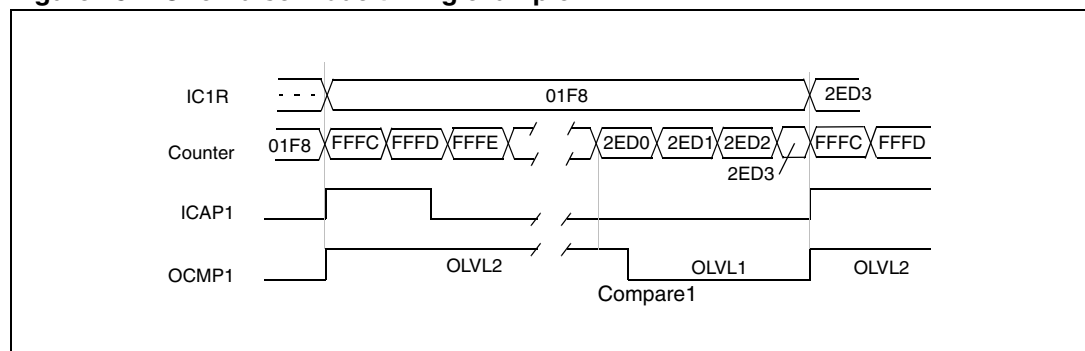 IC1R - - - 01F8 2ED3
Counter 01F8 FFFC FFFD FFFE 2ED0 2ED1 2ED2 FFFC FFFD
2ED3
ICAP1
OCMP1 OLVL2 OLVL1 OLVL2
Compare1